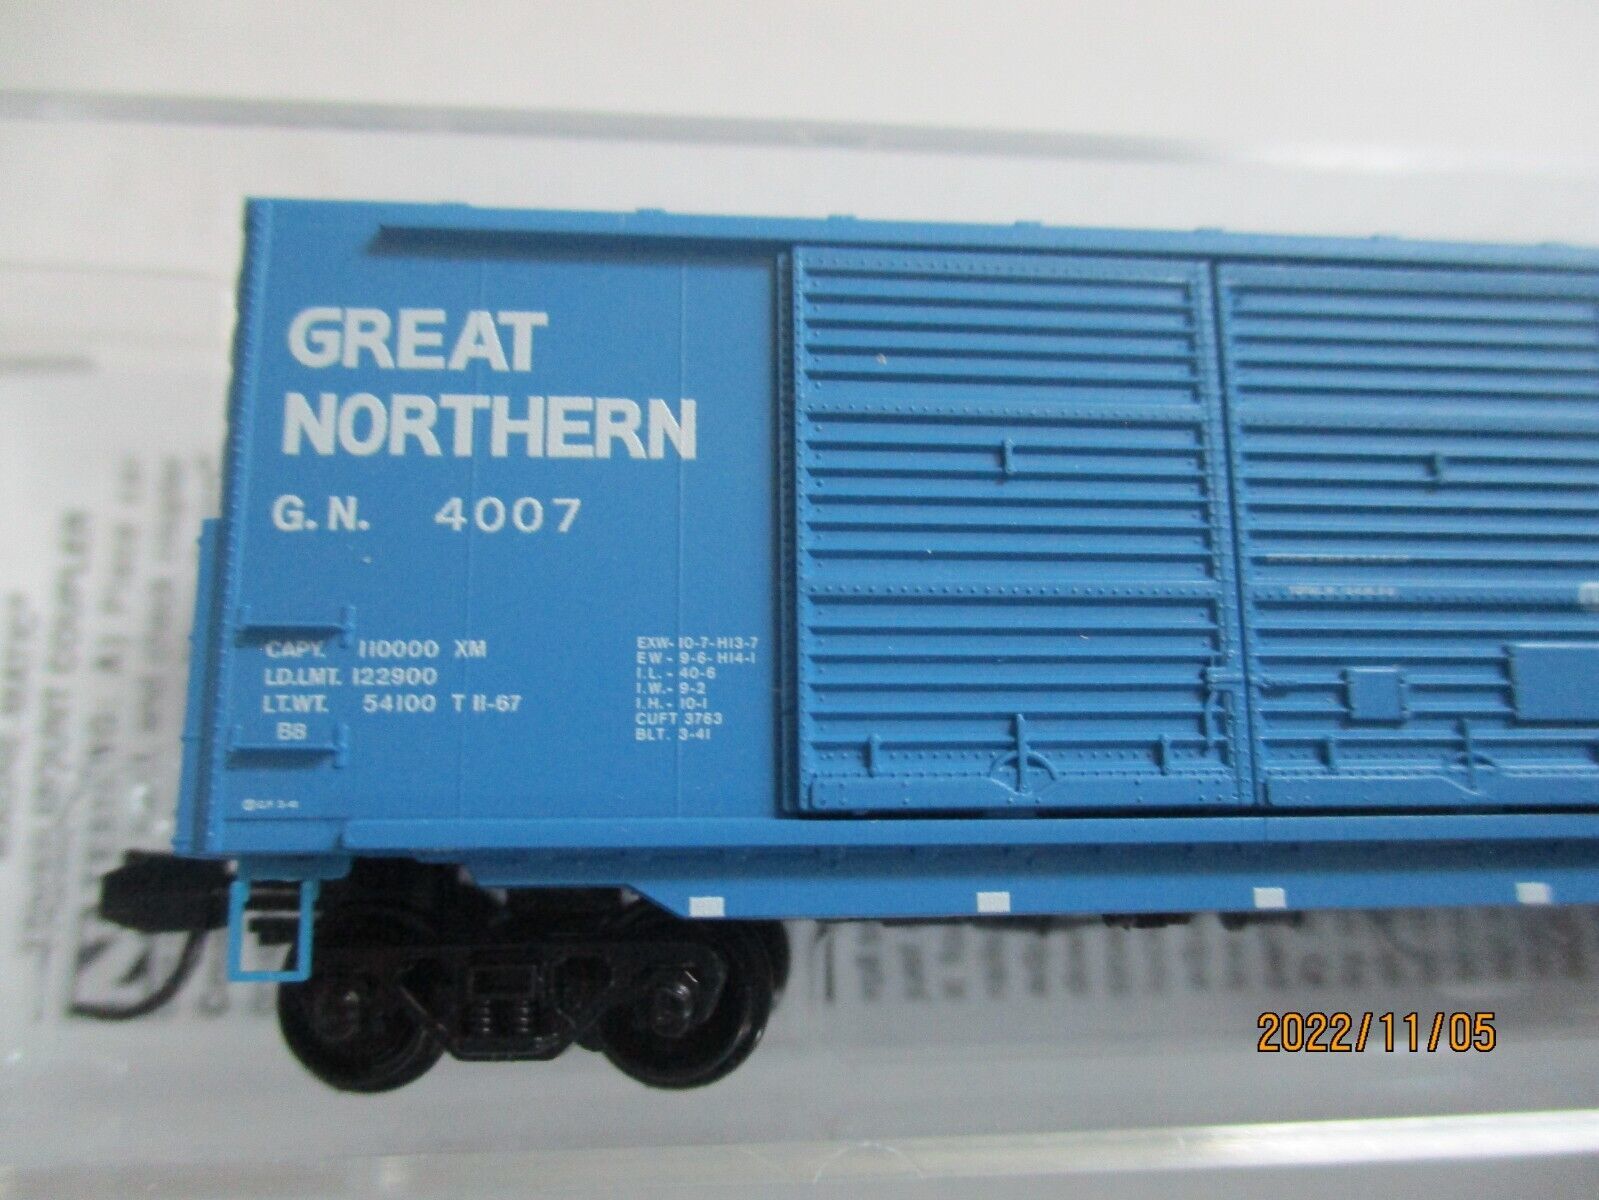 GREAT
NORTHERN
G.N. 4007
CAPY. 110000 XM
LD.LMT. 122900
LT.WT. 54100 T 11-67
B8
EXW-10-7-H13-7
EW-9-6-H14-1
I.L.-40-6
I.W.-9-2
I.H.-10-1
CUFT 3763
BLT. 3-41
2022/11/05